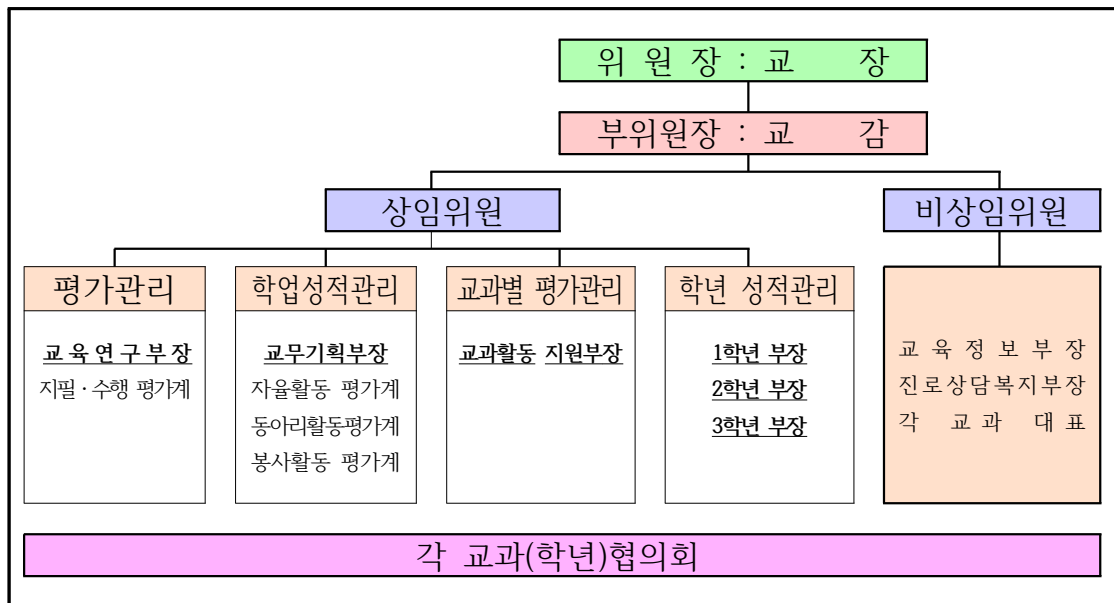 위 원 장 : 교 장
부위원장 : 교 감
상임위원
비상임위원
평가관리
교 육 연 구 부 장
지필 · 수행 평가계
학업성적관리
교무기획부장
자율활동 평가계
동아리활동평가계
봉사활동 평가계
교과별 평가관리
교과활동 지원부장
학년 성적관리
1학년 부장
2학년 부장
3학년 부장
교 육 정 보 부 장
진로상담복지부장
각 교과 대표
각 교과(학년)협의회